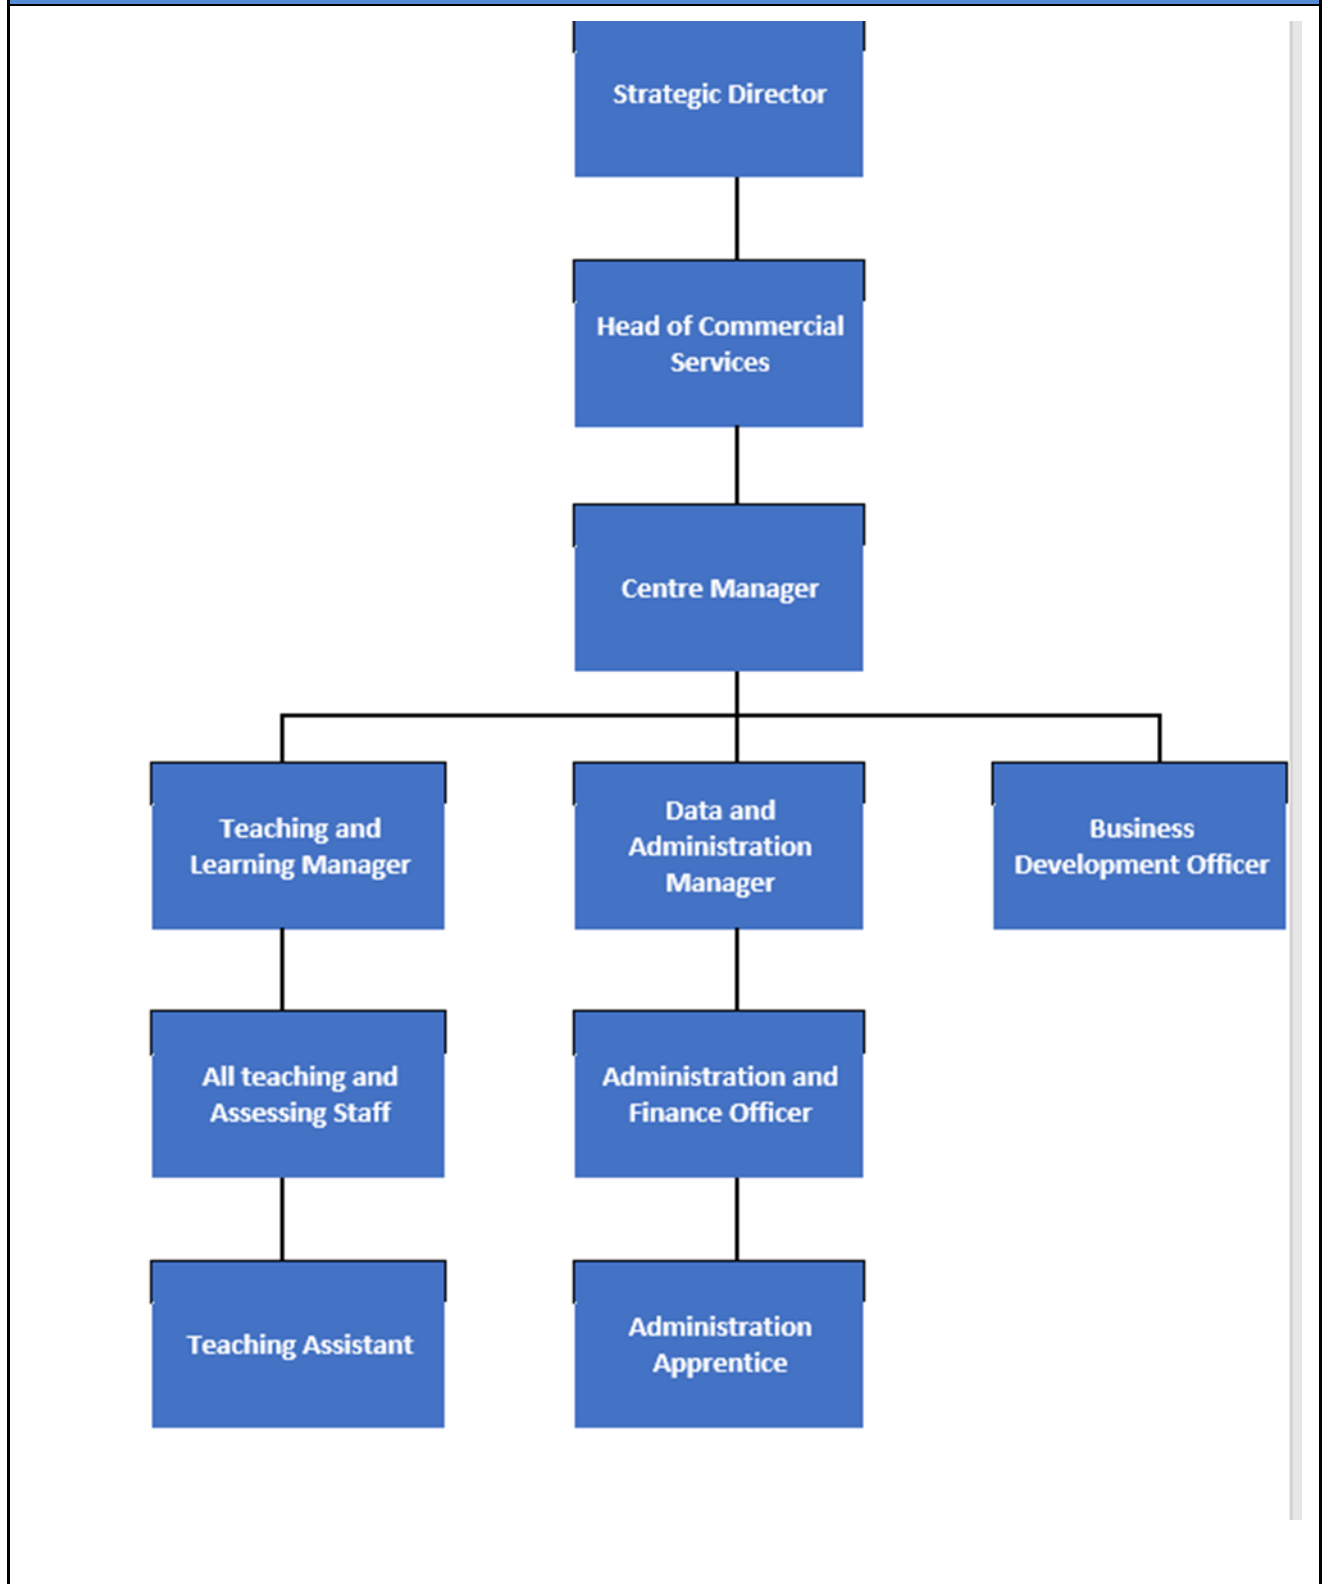 Strategic Director
Head of Commercial
Services
Centre Manager
Teaching and
Learning Manager
Data and
Administration
Manager
Business
Development Officer
All teaching and
Assessing Staff
Administration and
Finance Officer
Teaching Assistant
Administration
Apprentice